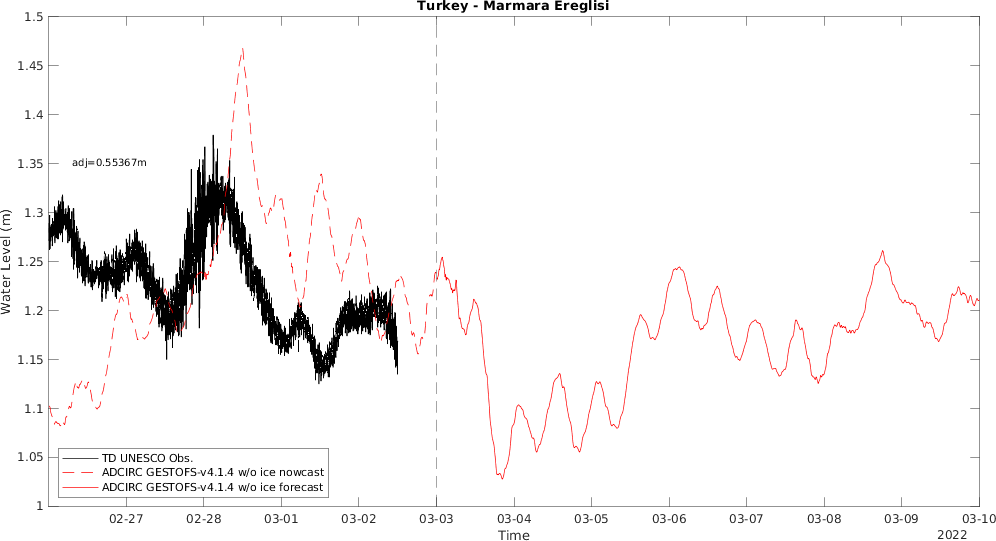 Turkey - Marmara Ereglisi
1.5
1.45
1.4
1.35
1.3
1.25
1.2
1.15
1.1
1.05
1
Water Level (m)
adj=0.55367m
TD UNESCO Obs.
ADCIRC GESTOFS-v4.1.4 w/o ice nowcast
ADCIRC GESTOFS-v4.1.4 w/o ice forecast
02-27 02-28 03-01 03-02 03-03 03-04 03-05 03-06 03-07 03-08 03-09 03-10
Time
2022